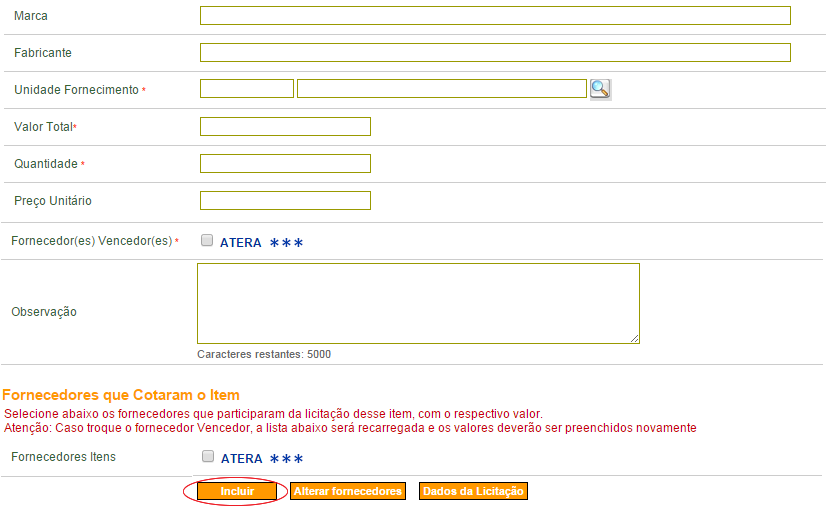 Marca
Fabricante
Unidade Fornecimento *
Valor Total*
Quantidade *
Preço Unitário
Fornecedor(es) Vencedor(es) * ATERA ***
Observação
Caracteres restantes: 5000
Fornecedores que Cotaram o Item
Selecione abaixo os fornecedores que participaram da licitação desse item, com o respectivo valor.
Atenção: Caso troque o fornecedor Vencedor, a lista abaixo será recarregada e os valores deverão ser preenchidos novamente
Fornecedores Itens ATERA ***
Incluir Alterar fornecedores Dados da Licitação